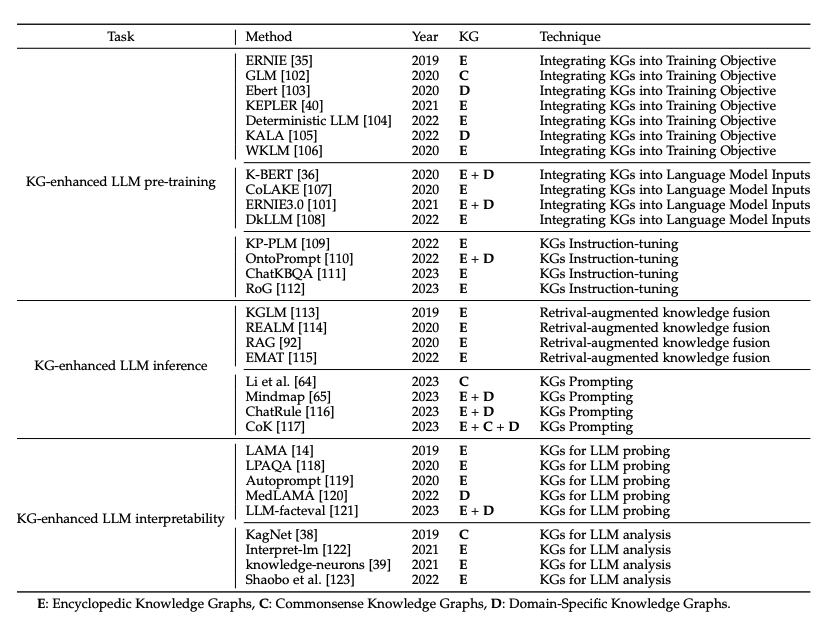 Task Method Year KG Technique
ERNIE [35] 2019 E Integrating KGs into Training Objective
GLM [102] 2020 C Integrating KGs into Training Objective
Ebert [103] 2020 D Integrating KGs into Training Objective
KEPLER [40] 2021 E Integrating KGs into Training Objective
Deterministic LLM [104] 2022 E Integrating KGs into Training Objective
KALA [105] 2022 D Integrating KGs into Training Objective
WKLM [106] 2020 E Integrating KGs into Training Objective
KG-enhanced LLM pre-training
K-BERT [36] 2020 E + D Integrating KGs into Language Model Inputs
CoLAKE [107] 2020 E Integrating KGs into Language Model Inputs
ERNIE3.0 [101] 2021 E + D Integrating KGs into Language Model Inputs
DkLLM [108] 2022 E Integrating KGs into Language Model Inputs
KP-PLM [109] 2022 E KGs Instruction-tuning
OntoPrompt [110] 2022 E + D KGs Instruction-tuning
ChatKBQA [111] 2023 E KGs Instruction-tuning
RoG [112] 2023 E KGs Instruction-tuning
KGLM [113] 2019 E Retrival-augmented knowledge fusion
REALM [114] 2020 E Retrival-augmented knowledge fusion
RAG [92] 2020 E Retrival-augmented knowledge fusion
EMAT [115] 2022 E Retrival-augmented knowledge fusion
KG-enhanced LLM inference
Li et al. [64] 2023 C KGs Prompting
Mindmap [65] 2023 E + D KGs Prompting
ChatRule [116] 2023 E + D KGs Prompting
CoK [117] 2023 E + C + D KGs Prompting
LAMA [14] 2019 E KGs for LLM probing
LPAQA [118] 2020 E KGs for LLM probing
Autoprompt [119] 2020 E KGs for LLM probing
MedLAMA [120] 2022 D KGs for LLM probing
LLM-facteval [121] 2023 E + D KGs for LLM probing
KG-enhanced LLM interpretability
KagNet [38] 2019 C KGs for LLM analysis
Interpret-lm [122] 2021 E KGs for LLM analysis
knowledge-neurons [39] 2021 E KGs for LLM analysis
Shaobo et al. [123] 2022 E KGs for LLM analysis
E: Encyclopedic Knowledge Graphs, C: Commonsense Knowledge Graphs, D: Domain-Specific Knowledge Graphs.